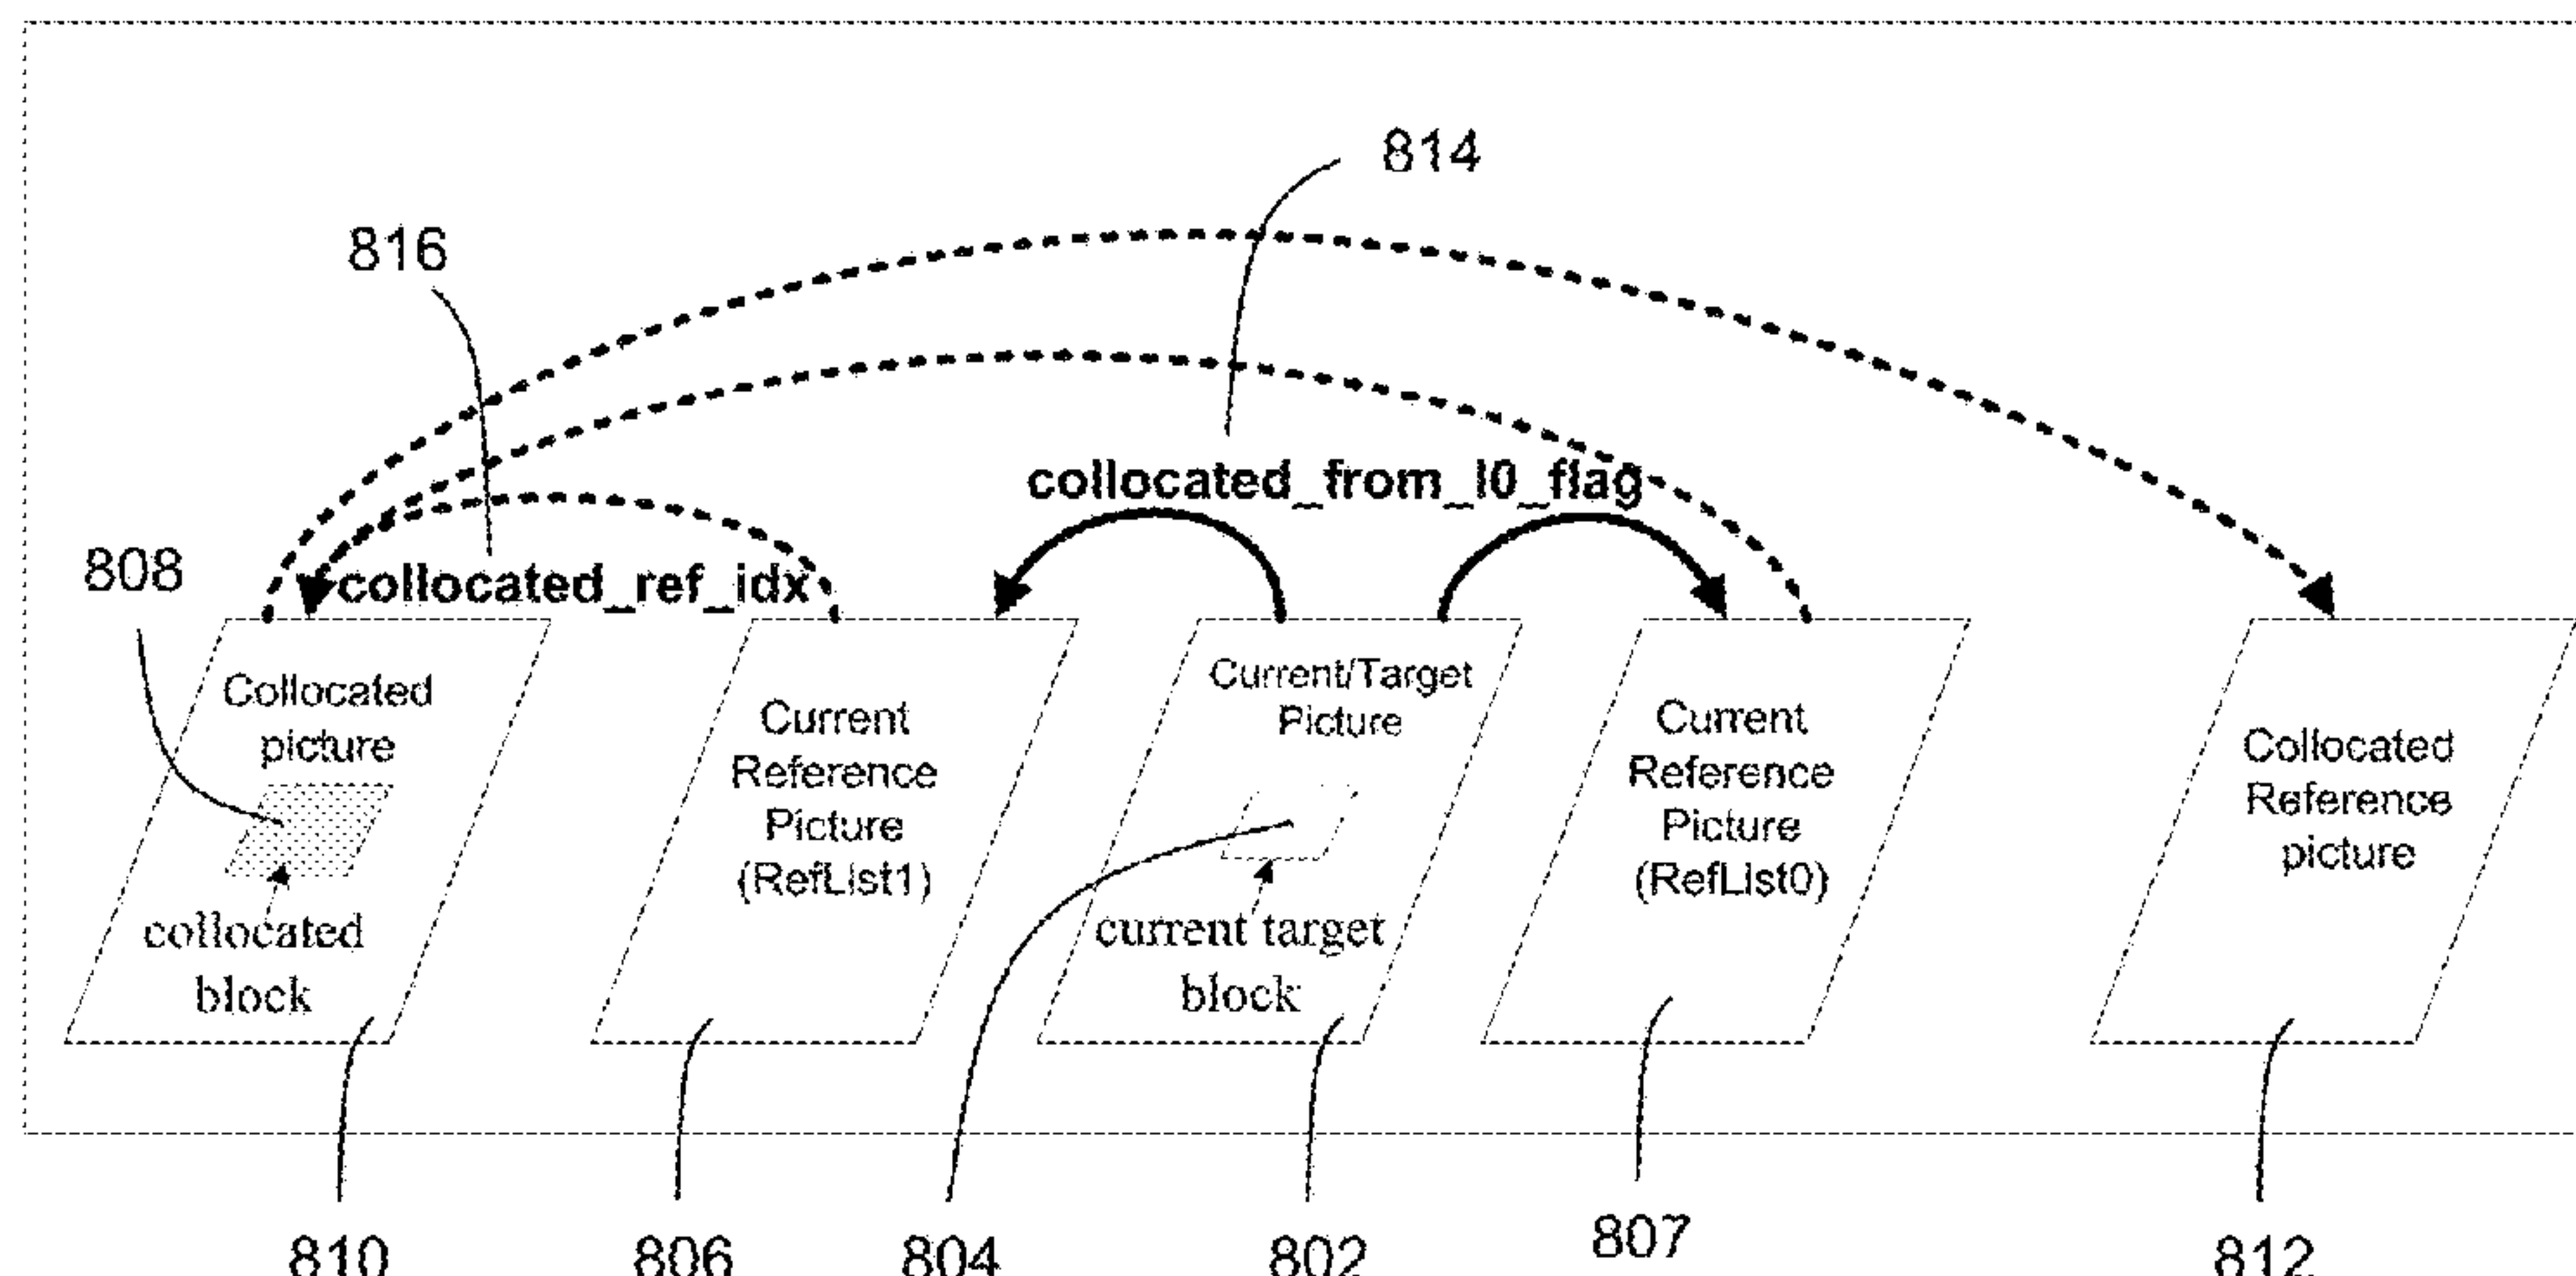 814
816
collocated_from_l0_flag
808
collocated_ref_idx
Collocated
picture
collocated
block
Current
Reference
Picture
(RefList1)
Current/Target
Picture
current target
block
Current
Reference
Picture
(RefList0)
Collocated
Reference
picture
810
806
804
802
807
812